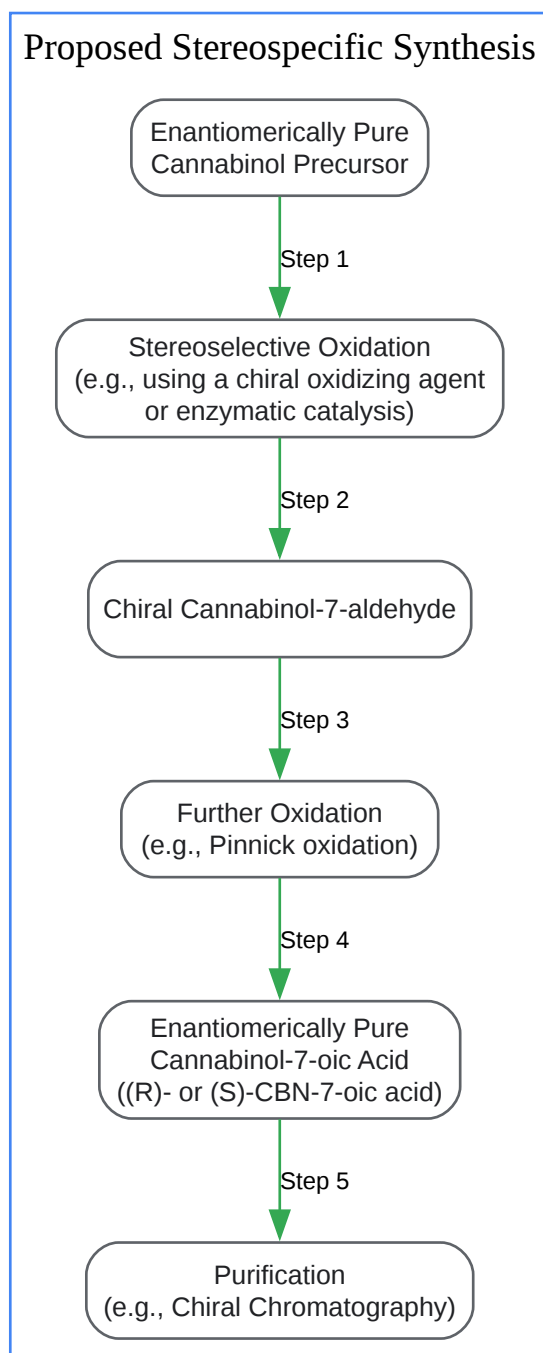 Proposed Stereospecific Synthesis
Enantiomerically Pure
Cannabinol Precursor
Step 1
Stereoselective Oxidation
(e.g., using a chiral oxidizing agent
or enzymatic catalysis)
Step 2
Chiral Cannabinol-7-aldehyde
Step 3
Further Oxidation
(e.g., Pinnick oxidation)
Step 4
Enantiomerically Pure
Cannabinol-7-oic Acid
((R)- or (S)-CBN-7-oic acid)
Step 5
Purification
(e.g., Chiral Chromatography)